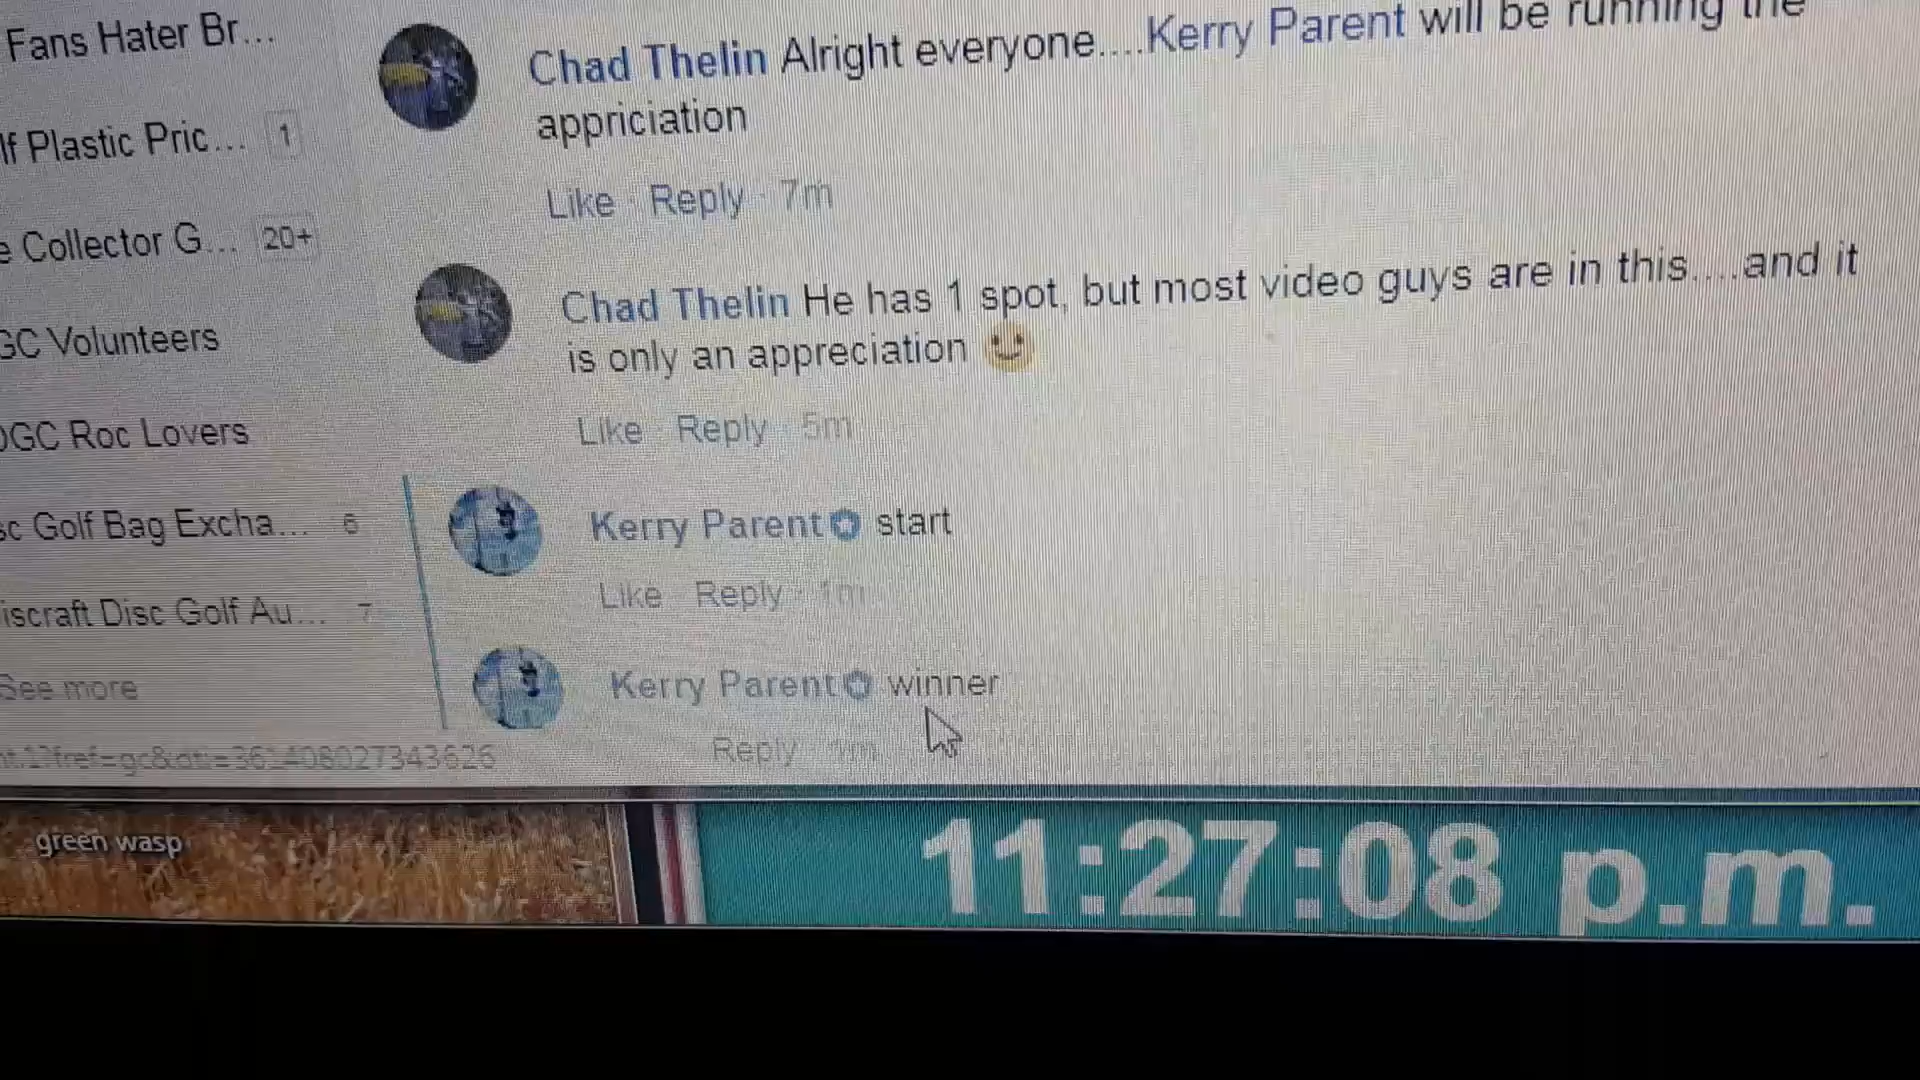 Fans Hater Br...
lf Plastic Pric... 1
e Collector G... 20+
GC Volunteers
OGC Roc Lovers
sc Golf Bag Excha... 6
iscraft Disc Golf Au... 7
See more
Chad Thelin Alright everyone....Kerry Parent will be running the
appriciation
Like · Reply · 7m
Chad Thelin He has 1 spot, but most video guys are in this....and it
is only an appreciation
Like · Reply · 5m
Kerry Parent start
Like · Reply · 1m
Kerry Parent winner
Reply · 1m
green wasp
11:27:08 p.m.